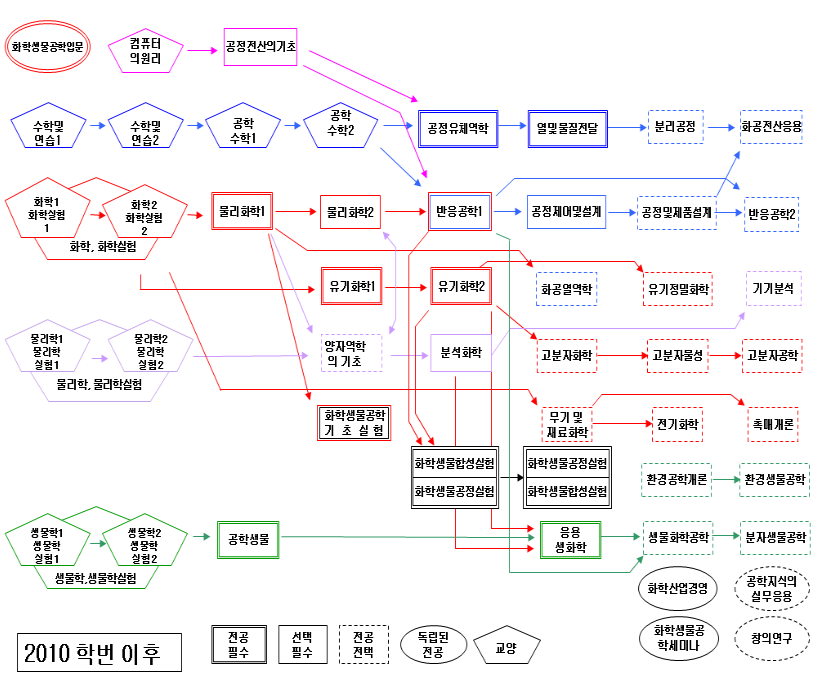 화학생물공학입문
컴퓨터
의원리
공정전산의기초
수학및
연습1
수학및
연습2
공학
수학1
공학
수학2
공정유체역학
열및물질전달
분리공정
화공전산응용
화학1
화학실험
1
화학2
화학실험
2
화학, 화학실험
물리화학1
물리화학2
반응공학1
공정제어및설계
공정및제품설계
반응공학2
유기화학1
유기화학2
화공열역학
유기정밀화학
기기분석
물리학1
물리학
실험1
물리학2
물리학
실험2
물리학, 물리학실험
양자역학
의 기초
분석화학
고분자화학
고분자물성
고분자공학
화학생물공학
기 초 실 험
무기 및
재료화학
전기화학
촉매개론
화학생물합성실험
화학생물공정실험
화학생물공정실험
화학생물합성실험
환경공학개론
환경생물공학
생물학1
생물학
실험1
생물학2
생물학
실험2
생물학,생물학실험
공학생물
응용
생화학
생물화학공학
분자생물공학
화학산업경영
공학지식의
실무응용
화학생물공
학세미나
창의연구
2010 학번 이후
전공
필수
선택
필수
전공
전택
독립된
전공
교양